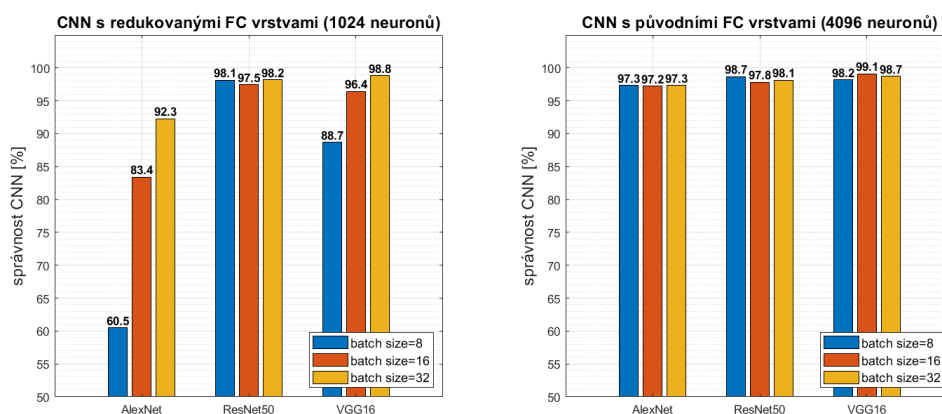 CNN s redukovanými FC vrstvami (1024 neuronů)
správnost CNN [%]
100
95
90
85
80
75
70
65
60
55
50
60.5
83.4
92.3
98.1
97.5
98.2
88.7
96.4
98.8
AlexNet
ResNet50
VGG16
batch size=8
batch size=16
batch size=32
CNN s původními FC vrstvami (4096 neuronů)
správnost CNN [%]
100
95
90
85
80
75
70
65
60
55
50
97.3
97.2
97.3
98.7
97.8
98.1
98.2
99.1
98.7
AlexNet
ResNet50
VGG16
batch size=8
batch size=16
batch size=32